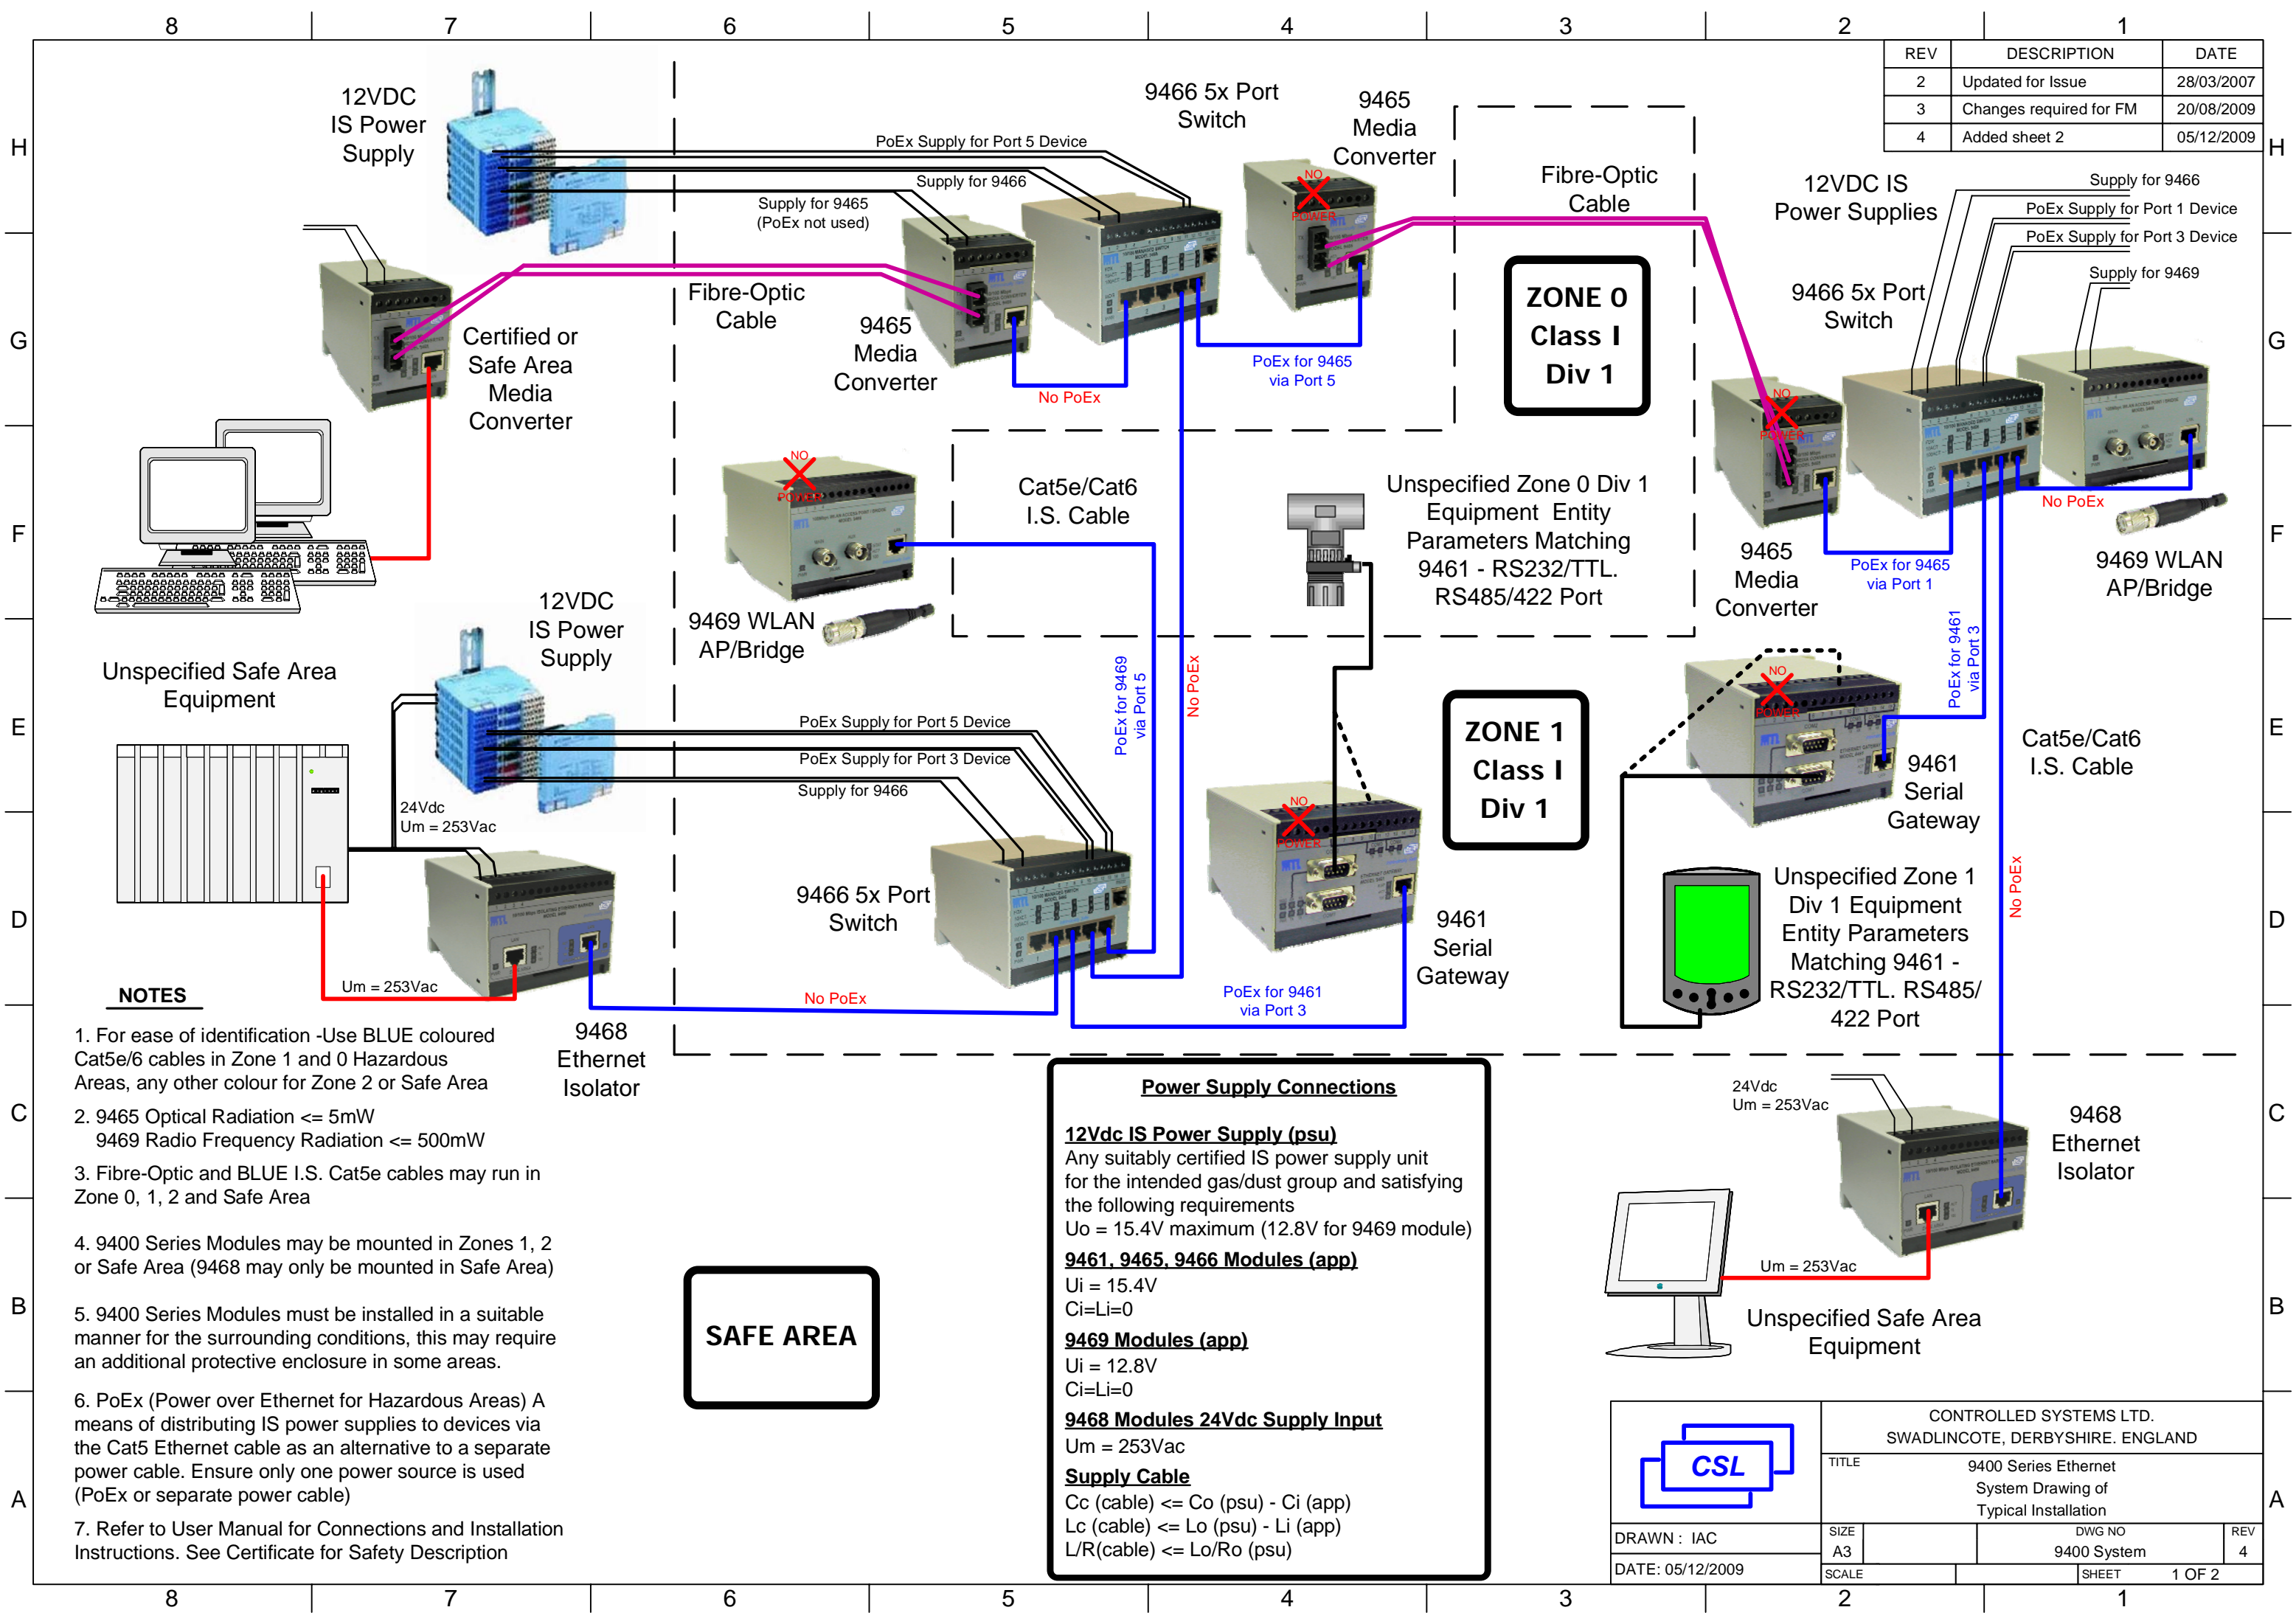 8 7 6 5 4 3 2 1
H
G
F
E
D
C
B
A
REV DESCRIPTION DATE
2 Updated for Issue 28/03/2007
3 Changes required for FM 20/08/2009
4 Added sheet 2 05/12/2009
12VDC
IS Power
Supply
PoEx Supply for Port 5 Device
Supply for 9466
Supply for 9465
(PoEx not used)
9466 5x Port
Switch
9465
Media
Converter
NO
POWER
Fibre-Optic
Cable
12VDC IS
Power Supplies
Supply for 9466
PoEx Supply for Port 1 Device
PoEx Supply for Port 3 Device
Supply for 9469
9466 5x Port
Switch
Certified or
Safe Area
Media
Converter
Fibre-Optic
Cable
9465
Media
Converter
No PoEx
PoEx for 9465
via Port 5
ZONE 0
Class I
Div 1
NO
POWER
9465
Media
Converter
PoEx for 9465
via Port 1
No PoEx
9469 WLAN
AP/Bridge
NO
POWER
9469 WLAN
AP/Bridge
Cat5e/Cat6
I.S. Cable
Unspecified Zone 0 Div 1
Equipment Entity
Parameters Matching
9461 - RS232/TTL.
RS485/422 Port
Unspecified Safe Area
Equipment
12VDC
IS Power
Supply
PoEx Supply for Port 5 Device
PoEx Supply for Port 3 Device
Supply for 9466
PoEx for 9469
via Port 5
No PoEx
ZONE 1
Class I
Div 1
PoEx for 9461
via Port 3
NO
POWER
9461
Serial
Gateway
Cat5e/Cat6
I.S. Cable
24Vdc
Um = 253Vac
9466 5x Port
Switch
NO
POWER
9461
Serial
Gateway
PoEx for 9461
via Port 3
Unspecified Zone 1
Div 1 Equipment
Entity Parameters
Matching 9461 -
RS232/TTL. RS485/
422 Port
No PoEx
Um = 253Vac
No PoEx
9468
Ethernet
Isolator
NOTES
1. For ease of identification -Use BLUE coloured
Cat5e/6 cables in Zone 1 and 0 Hazardous
Areas, any other colour for Zone 2 or Safe Area
2. 9465 Optical Radiation <= 5mW
9469 Radio Frequency Radiation <= 500mW
3. Fibre-Optic and BLUE I.S. Cat5e cables may run in
Zone 0, 1, 2 and Safe Area
4. 9400 Series Modules may be mounted in Zones 1, 2
or Safe Area (9468 may only be mounted in Safe Area)
5. 9400 Series Modules must be installed in a suitable
manner for the surrounding conditions, this may require
an additional protective enclosure in some areas.
6. PoEx (Power over Ethernet for Hazardous Areas) A
means of distributing IS power supplies to devices via
the Cat5 Ethernet cable as an alternative to a separate
power cable. Ensure only one power source is used
(PoEx or separate power cable)
7. Refer to User Manual for Connections and Installation
Instructions. See Certificate for Safety Description
SAFE AREA
Power Supply Connections
12Vdc IS Power Supply (psu)
Any suitably certified IS power supply unit
for the intended gas/dust group and satisfying
the following requirements
Uo = 15.4V maximum (12.8V for 9469 module)
9461, 9465, 9466 Modules (app)
Ui = 15.4V
Ci=Li=0
9469 Modules (app)
Ui = 12.8V
Ci=Li=0
9468 Modules 24Vdc Supply Input
Um = 253Vac
Supply Cable
Cc (cable) <= Co (psu) - Ci (app)
Lc (cable) <= Lo (psu) - Li (app)
L/R(cable) <= Lo/Ro (psu)
24Vdc
Um = 253Vac
9468
Ethernet
Isolator
Um = 253Vac
Unspecified Safe Area
Equipment
CSL
CONTROLLED SYSTEMS LTD.
SWADLINCOTE, DERBYSHIRE. ENGLAND
TITLE
9400 Series Ethernet
System Drawing of
Typical Installation
DRAWN : IAC
DATE: 05/12/2009
SIZE
A3
DWG NO
9400 System
REV
4
SCALE
SHEET 1 OF 2
H
G
F
E
D
C
B
A
8 7 6 5 4 3 2 1